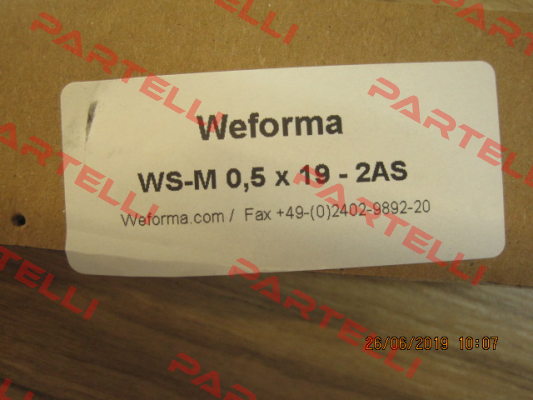 PARTELLI
PARTELLI
PARTELLI
Weforma
WS-M 0,5 x 19 - 2AS
Weforma.com / Fax +49-(0)2402-9892-20
PARTELLI
PARTELLI
26/06/2019 10:07